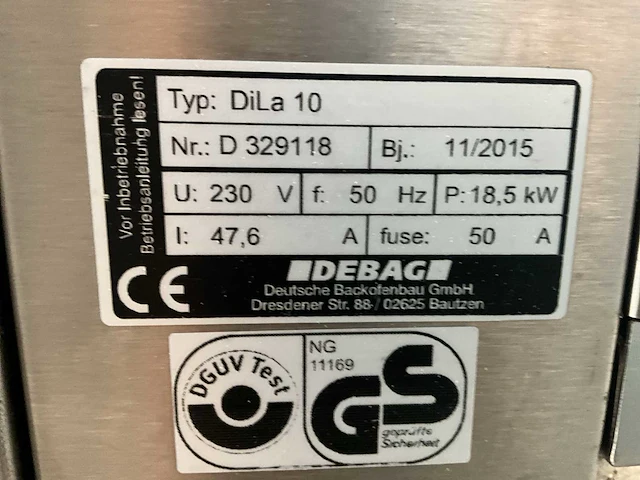 Vor Inbetriebnahme
Betriebsanleitung lesen!
Typ: DiLa 10
Nr.: D 329118 Bj.: 11/2015
U: 230 V f: 50 Hz P: 18,5 kW
I: 47,6 A fuse: 50 A
CE
DEBAG
Deutsche Backofenbau GmbH
Dresdener Str. 88 / 02625 Bautzen
DGUV Test
NG
11169
GS
geprüfte
Sicherheit